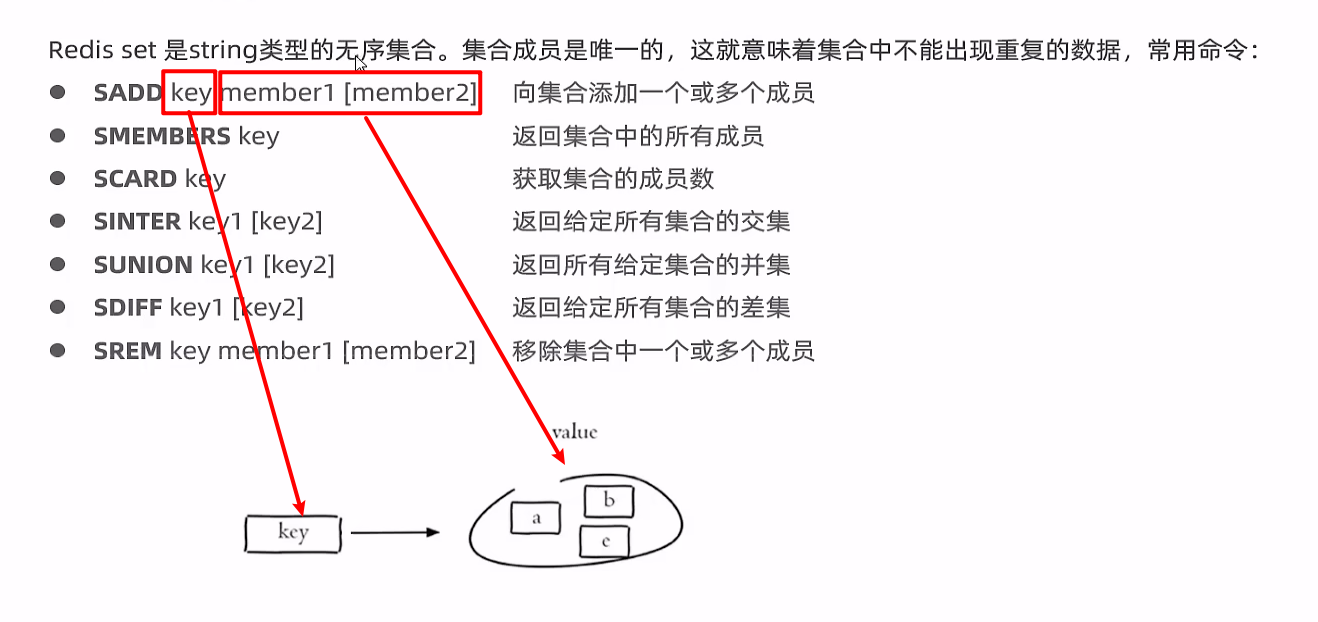 Redis set 是string类型的无序集合。集合成员是唯一的，这就意味着集合中不能出现重复的数据，常用命令：
● SADD key member1 [member2] 向集合添加一个或多个成员
● SMEMBERS key 返回集合中的所有成员
● SCARD key 获取集合的成员数
● SINTER key1 [key2] 返回给定所有集合的交集
● SUNION key1 [key2] 返回所有给定集合的并集
● SDIFF key1 [key2] 返回给定所有集合的差集
● SREM key member1 [member2] 移除集合中一个或多个成员
value
b
a
key
c